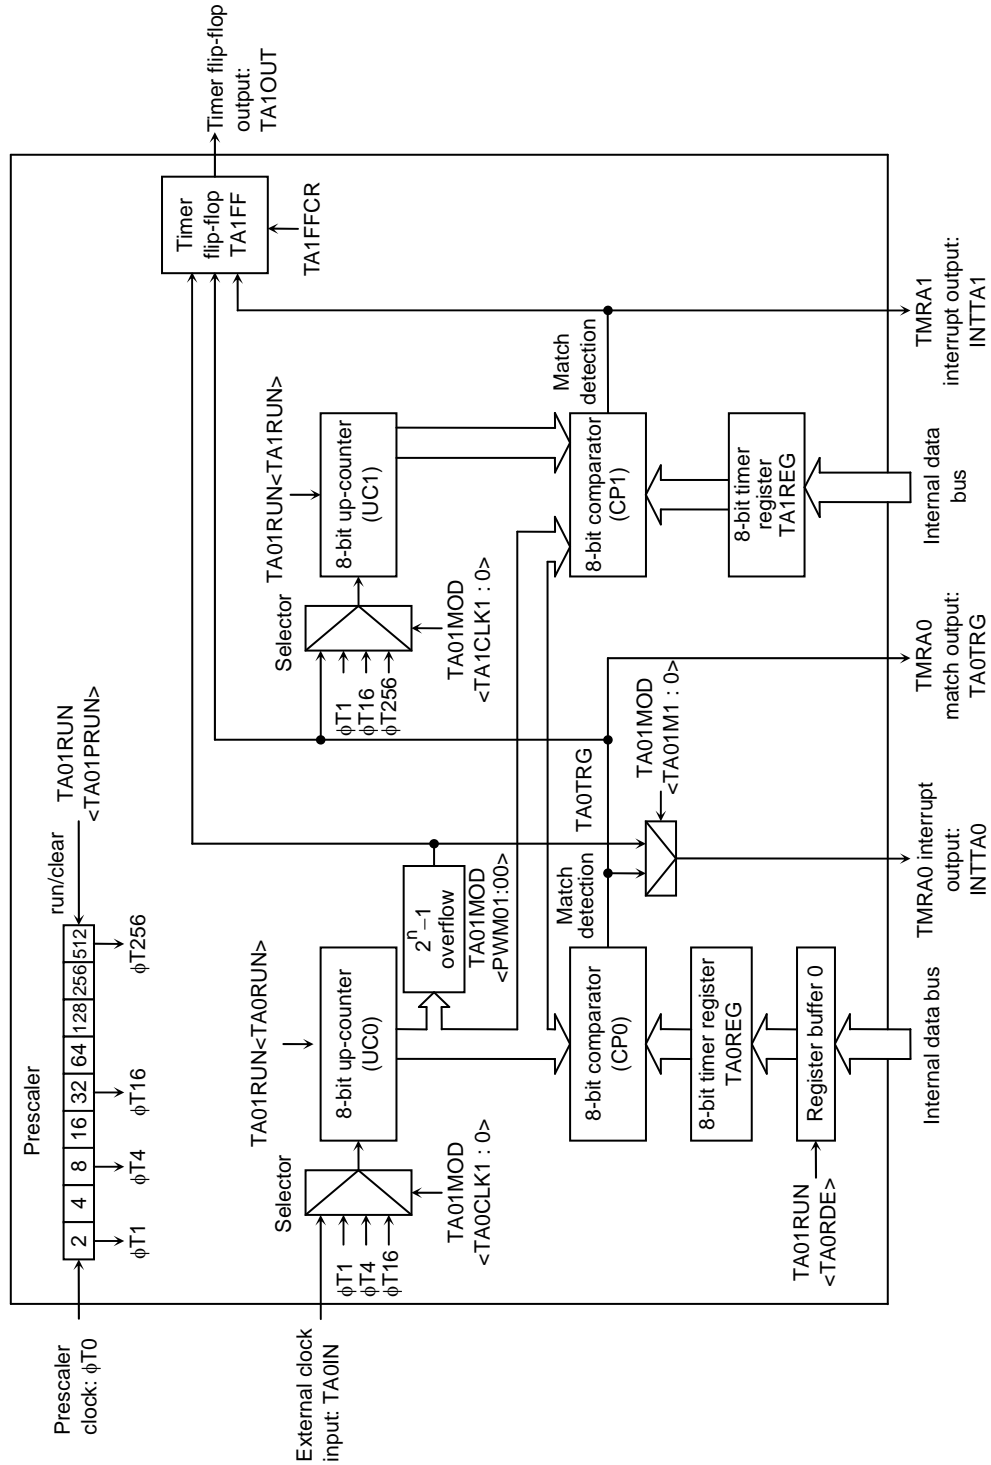 Prescaler
clock: ϕT0
Prescaler
2 4 8 16 32 64 128 256 512
run/clear
TA01RUN
<TA01PRUN>
ϕT1
ϕT4
ϕT16
ϕT256
External clock
input: TA0IN
Selector
ϕT1
ϕT4
ϕT16
TA01MOD
<TA0CLK1 : 0>
TA01RUN<TA0RUN>
8-bit up-counter
(UC0)
2ⁿ −1
overflow
TA01MOD
<PWM01:00>
Selector
ϕT1
ϕT16
ϕT256
TA01MOD
<TA1CLK1 : 0>
TA01RUN<TA1RUN>
8-bit up-counter
(UC1)
Timer
flip-flop
TA1FF
TA1FFCR
Timer flip-flop
output:
TA1OUT
8-bit comparator
(CP0)
Match
detection
TA0TRG
8-bit comparator
(CP1)
Match
detection
8-bit timer register
TA0REG
TA01MOD
<TA01M1 : 0>
8-bit timer
register
TA1REG
TA01RUN
<TA0RDE>
Register buffer 0
Internal data bus
TMRA0 interrupt
output:
INTTA0
TMRA0
match output:
TA0TRG
Internal data
bus
TMRA1
interrupt output:
INTTA1